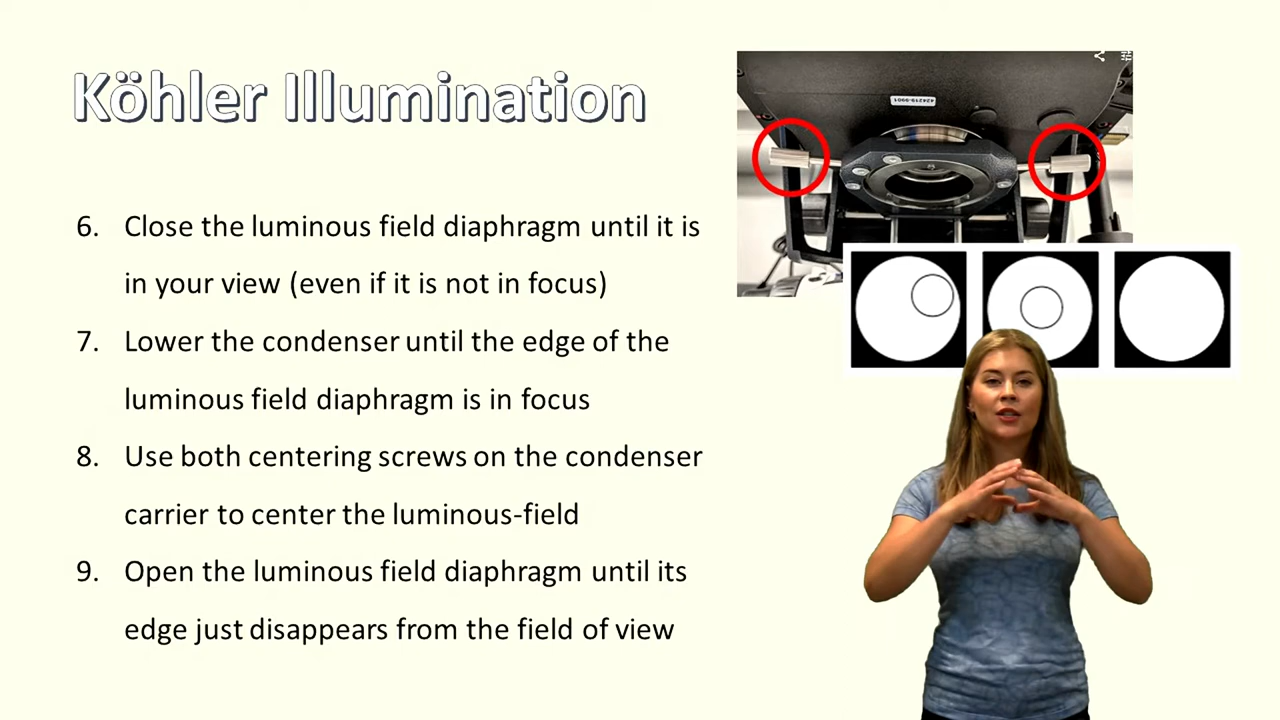 Köhler Illumination
424219-9901
6. Close the luminous field diaphragm until it is
in your view (even if it is not in focus)
7. Lower the condenser until the edge of the
luminous field diaphragm is in focus
8. Use both centering screws on the condenser
carrier to center the luminous-field
9. Open the luminous field diaphragm until its
edge just disappears from the field of view